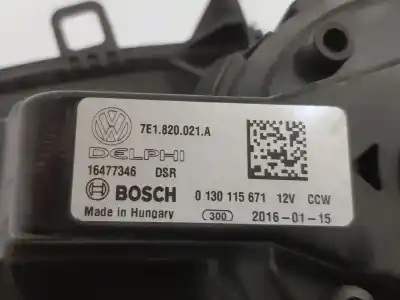 7E1.820.021.A
DELPHI
16477346 DSR
BOSCH 0 130 115 671 12V CCW
Made in Hungary 300 2016-01-15